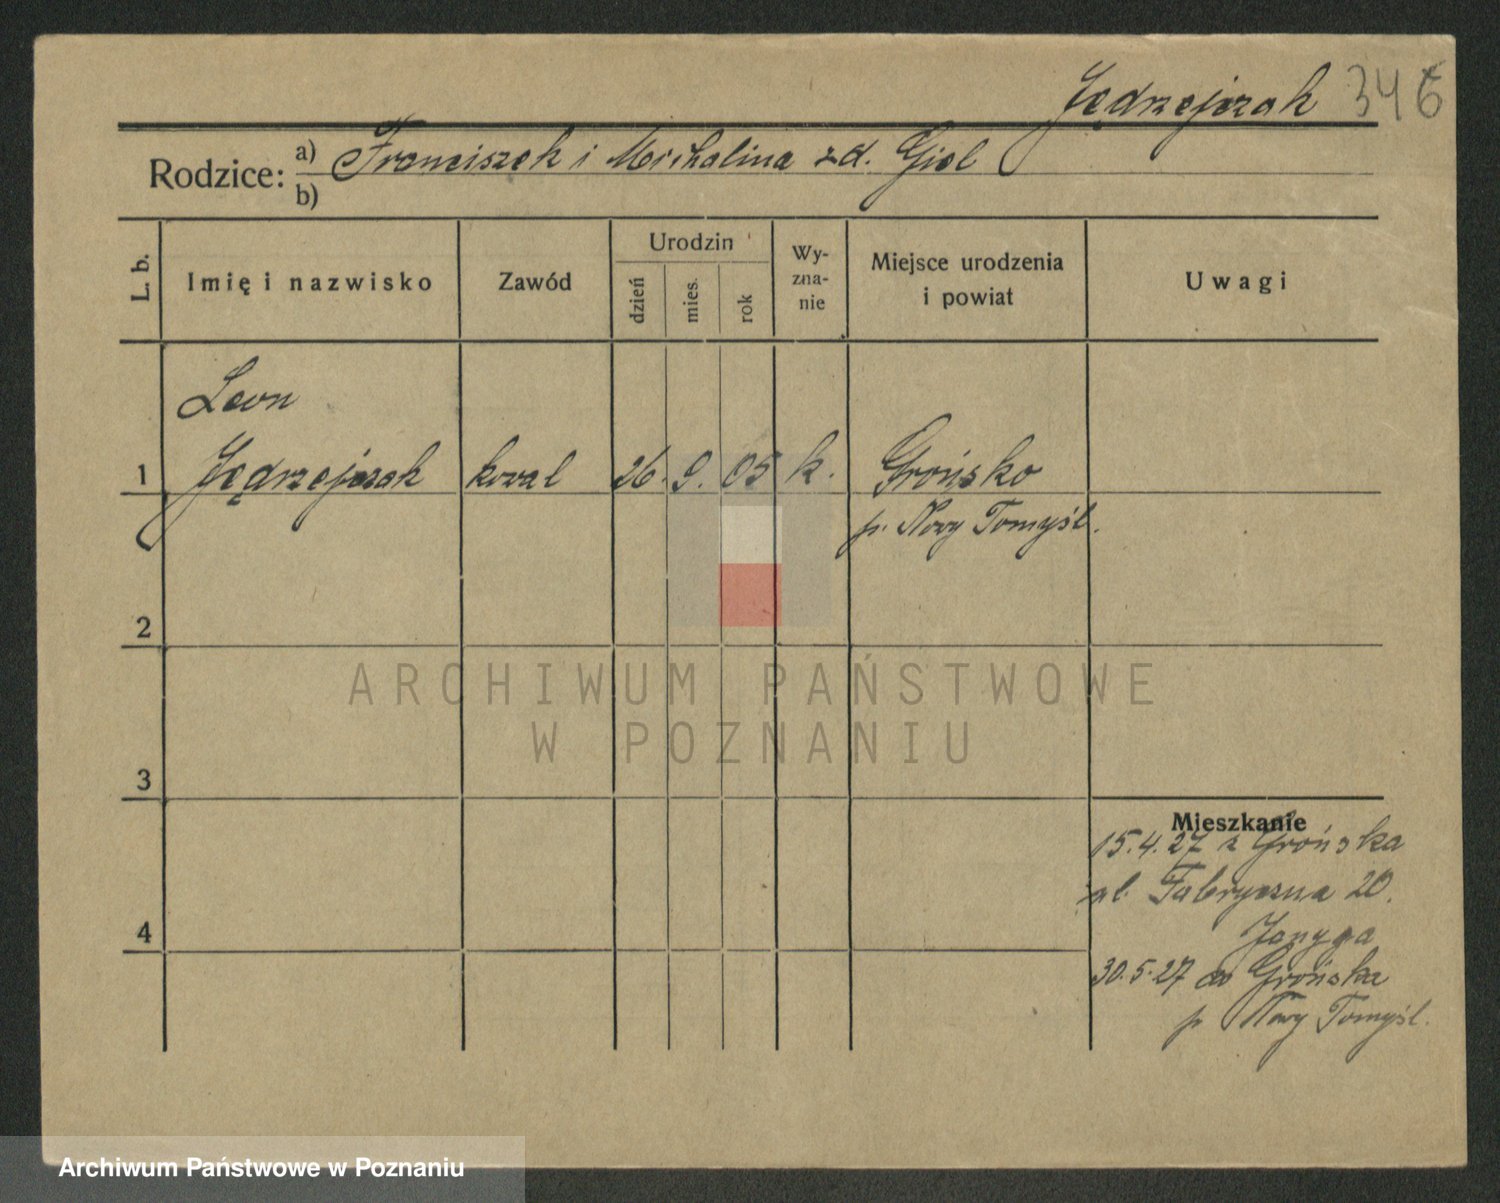 Jędrzejczak 346
Rodzice: a) Franciszek i Michalina zd. Giel
b)
L. b.
Imię i nazwisko
Zawód
Urodzin
dzień
mies.
rok
Wy-
zna-
nie
Miejsce urodzenia
i powiat
Uwagi
Leon
1 Jędrzejczak kowal 26. 9. 05 k. Grońsko
p. Nowy Tomyśl.
2
3
4
Mieszkanie
15.4.27 z Grońska
ul. Fabryczna 20.
30.5.27 do Grońska
p. Nowy Tomyśl.
ARCHIWUM PAŃSTWOWE
W POZNANIU
Archiwum Państwowe w Poznaniu